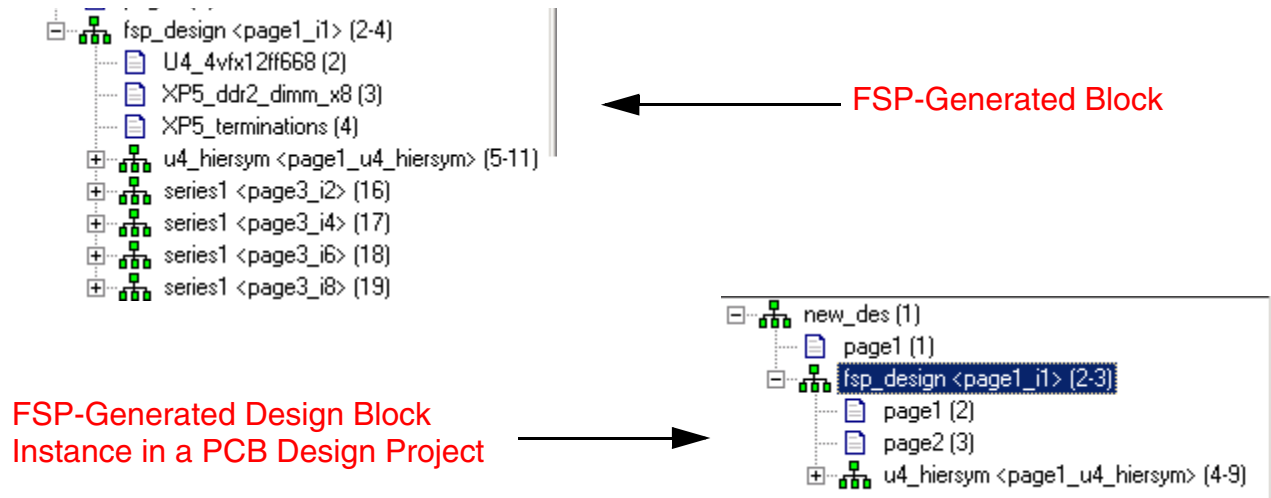 fsp_design <page1_i1> (2-4)
U4_4vfx12ff668 (2)
XP5_ddr2_dimm_x8 (3)
XP5_terminations (4)
u4_hiersym <page1_u4_hiersym> (5-11)
series1 <page3_i2> (16)
series1 <page3_i4> (17)
series1 <page3_i6> (18)
series1 <page3_i8> (19)
FSP-Generated Block
FSP-Generated Design Block
Instance in a PCB Design Project
new_des (1)
page1 (1)
fsp_design <page1_i1> (2-3)
page1 (2)
page2 (3)
u4_hiersym <page1_u4_hiersym> (4-9)